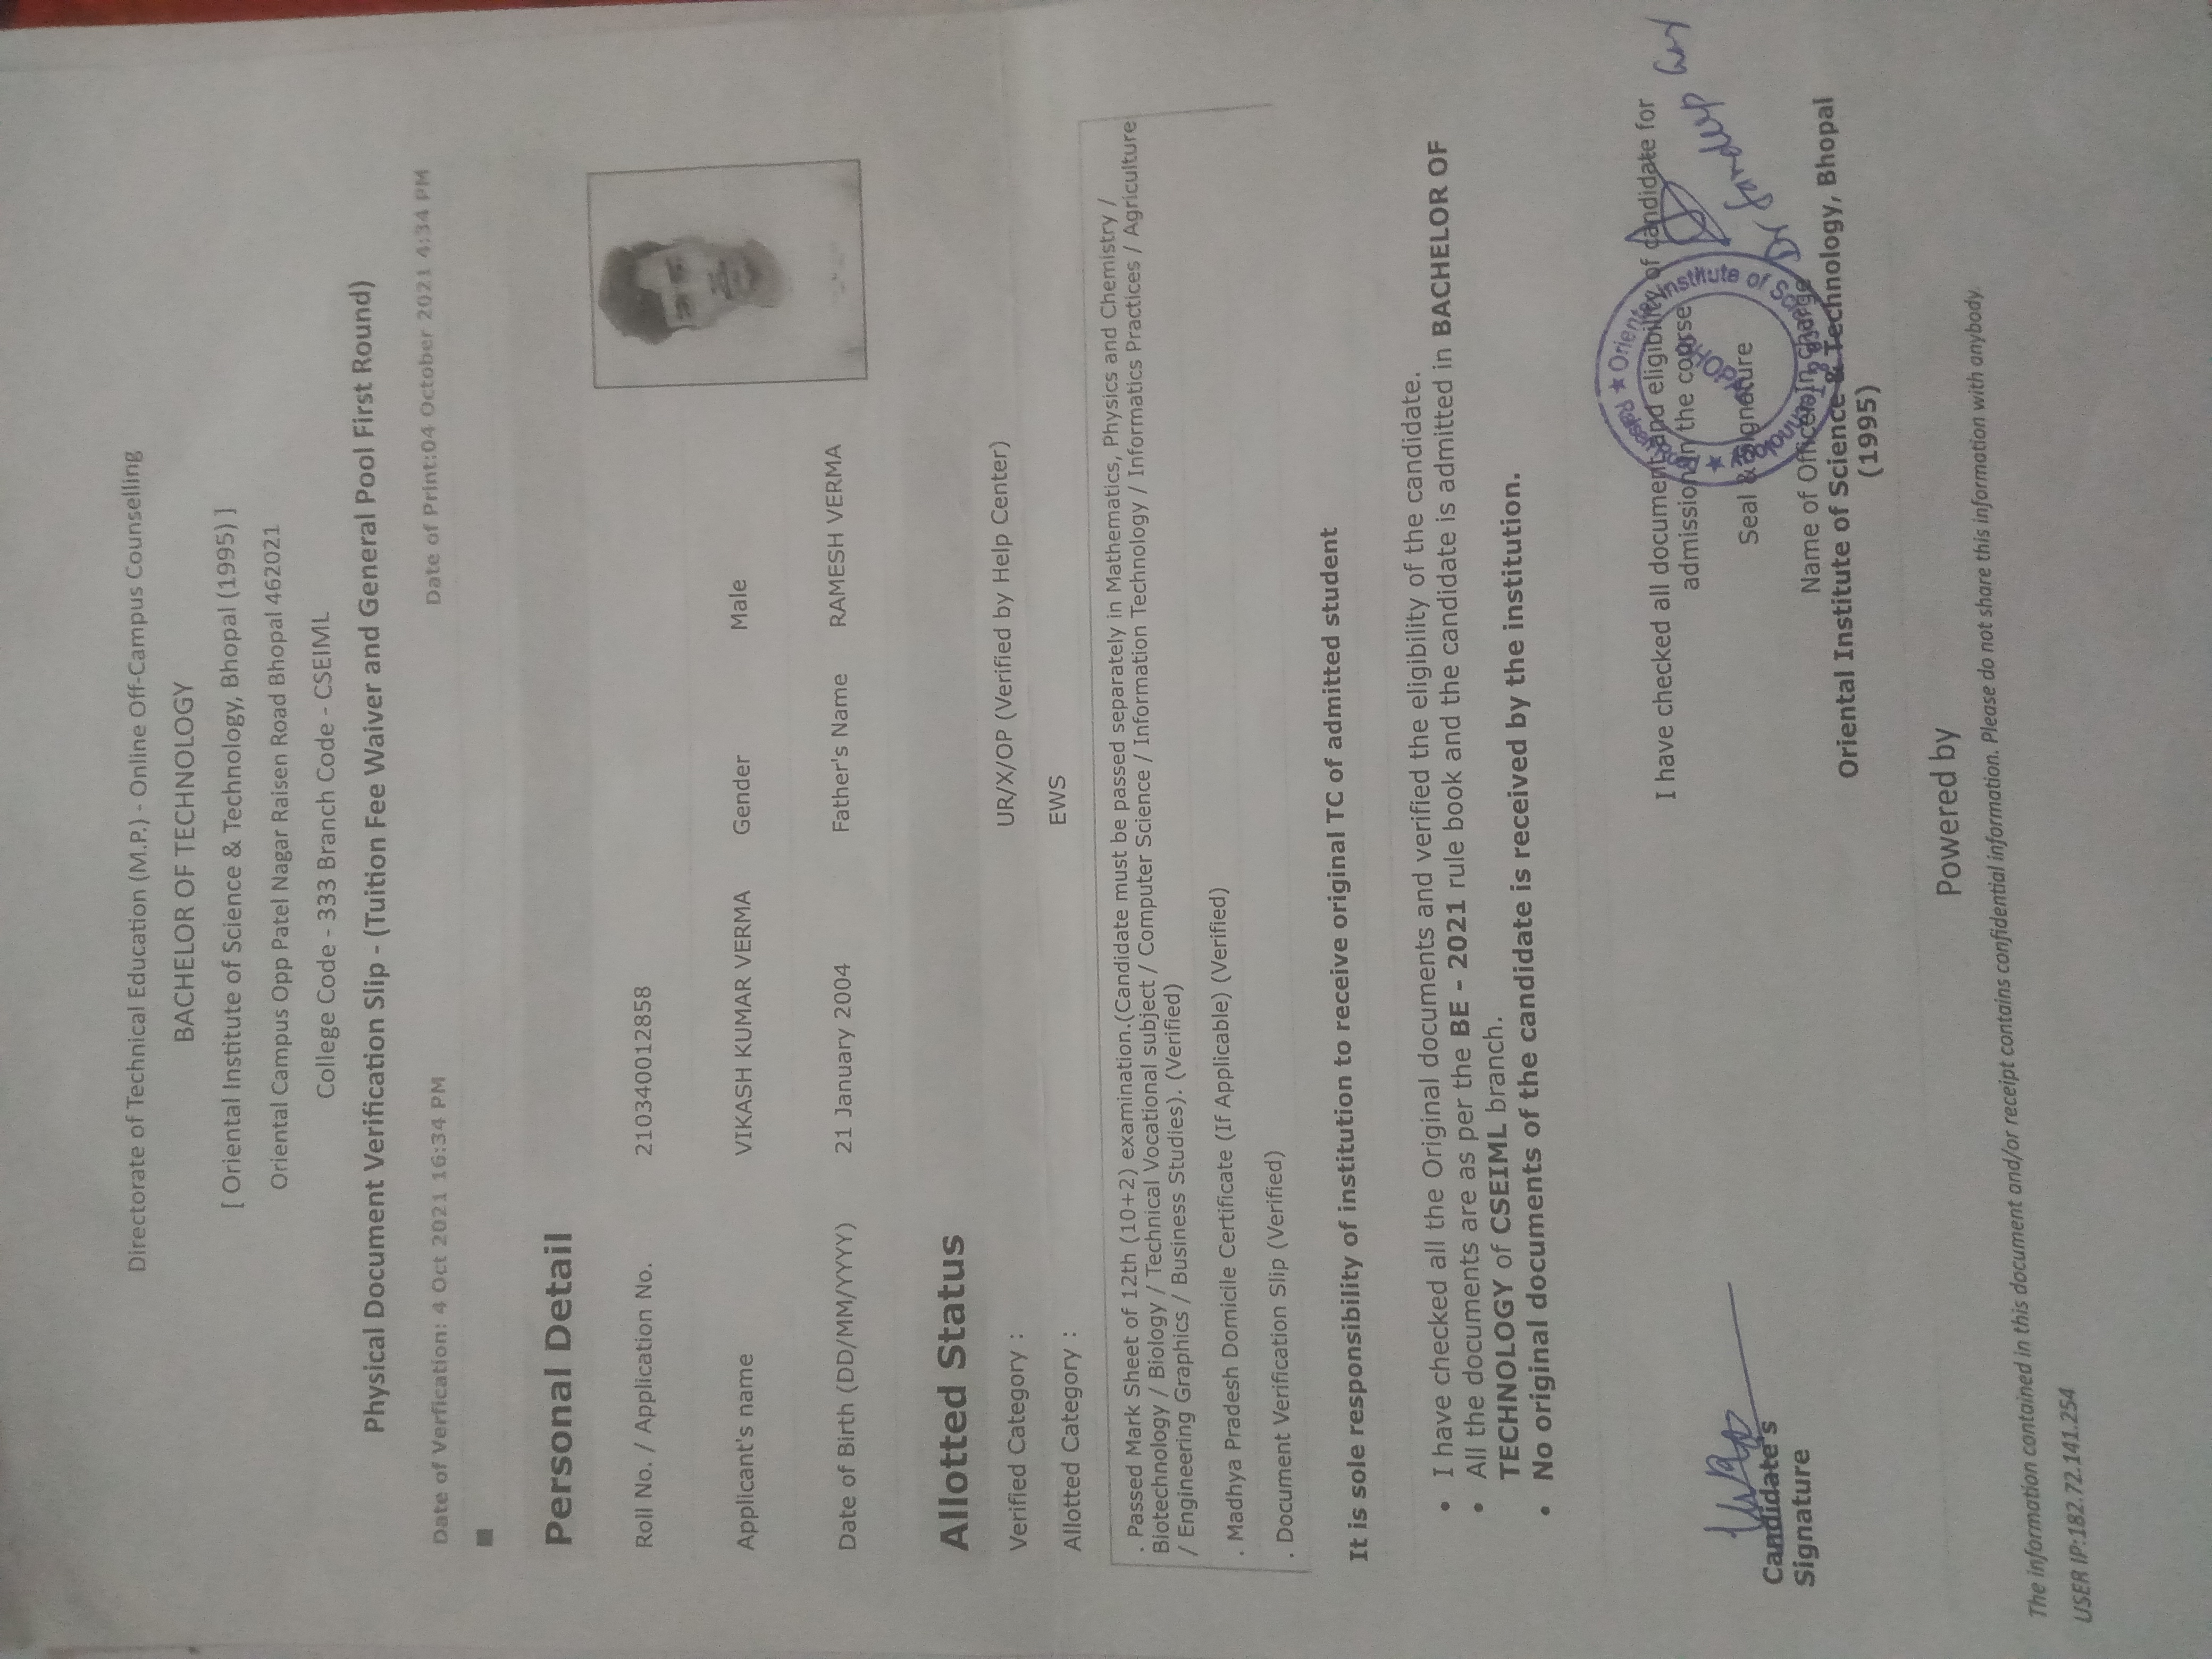 Directorate of Technical Education (M.P.) - Online Off-Campus Counselling
BACHELOR OF TECHNOLOGY
[ Oriental Institute of Science & Technology, Bhopal (1995) ]
Oriental Campus Opp Patel Nagar Raisen Road Bhopal 462021
College Code - 333 Branch Code - CSEIML
Physical Document Verification Slip - (Tuition Fee Waiver and General Pool First Round)
Date of Verfication: 4 Oct 2021 16:34 PM Date of Print:04 October 2021 4:34 PM
Personal Detail
Roll No. / Application No. 210340012858
Applicant's name VIKASH KUMAR VERMA Gender Male
Date of Birth (DD/MM/YYYY) 21 January 2004 Father's Name RAMESH VERMA
Allotted Status
Verified Category : UR/X/OP (Verified by Help Center)
Allotted Category : EWS
. Passed Mark Sheet of 12th (10+2) examination.(Candidate must be passed separately in Mathematics, Physics and Chemistry /
Biotechnology / Biology / Technical Vocational subject / Computer Science / Information Technology / Informatics Practices / Agriculture
/ Engineering Graphics / Business Studies). (Verified)
. Madhya Pradesh Domicile Certificate (If Applicable) (Verified)
. Document Verification Slip (Verified)
It is sole responsibility of institution to receive original TC of admitted student
• I have checked all the Original documents and verified the eligibility of the candidate.
• All the documents are as per the BE - 2021 rule book and the candidate is admitted in BACHELOR OF
TECHNOLOGY of CSEIML branch.
• No original documents of the candidate is received by the institution.
I have checked all document and eligibility of candidate for
admission in the course
Seal & Signature
Dr Sandeep
Name of Officer In charge
Oriental Institute of Science & Technology, Bhopal
(1995)
Candidate's
Signature
Powered by
The information contained in this document and/or receipt contains confidential information. Please do not share this information with anybody.
USER IP:182.72.141.254